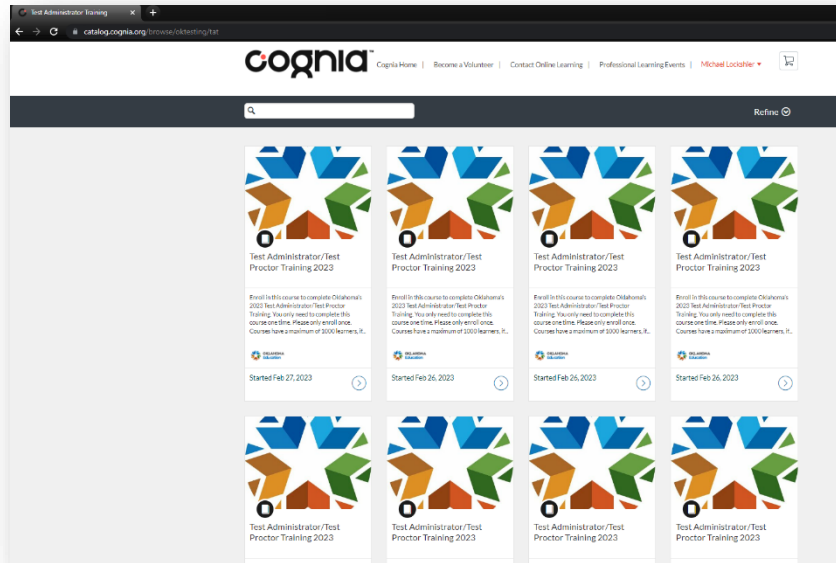 Test Administrator Training
catalog.cognia.org/browse/oktesting/tat
cognia™
Cognia Home | Become a Volunteer | Contact Online Learning | Professional Learning Events | Michael Lociahler
Refine
Test Administrator/Test
Proctor Training 2023
Enroll in this course to complete Oklahoma's
2023 Test Administrator/Test Proctor
Training. You only need to complete this
course one time. Please only enroll once.
Courses have a maximum of 1000 learners, it..
OKLAHOMA
Education
Started Feb 27, 2023
Test Administrator/Test
Proctor Training 2023
Enroll in this course to complete Oklahoma's
2023 Test Administrator/Test Proctor
Training. You only need to complete this
course one time. Please only enroll once.
Courses have a maximum of 1000 learners, it..
OKLAHOMA
Education
Started Feb 26, 2023
Test Administrator/Test
Proctor Training 2023
Enroll in this course to complete Oklahoma's
2023 Test Administrator/Test Proctor
Training. You only need to complete this
course one time. Please only enroll once.
Courses have a maximum of 1000 learners, it..
OKLAHOMA
Education
Started Feb 26, 2023
Test Administrator/Test
Proctor Training 2023
Enroll in this course to complete Oklahoma's
2023 Test Administrator/Test Proctor
Training. You only need to complete this
course one time. Please only enroll once.
Courses have a maximum of 1000 learners, it..
OKLAHOMA
Education
Started Feb 26, 2023
Test Administrator/Test
Proctor Training 2023
Test Administrator/Test
Proctor Training 2023
Test Administrator/Test
Proctor Training 2023
Test Administrator/Test
Proctor Training 2023